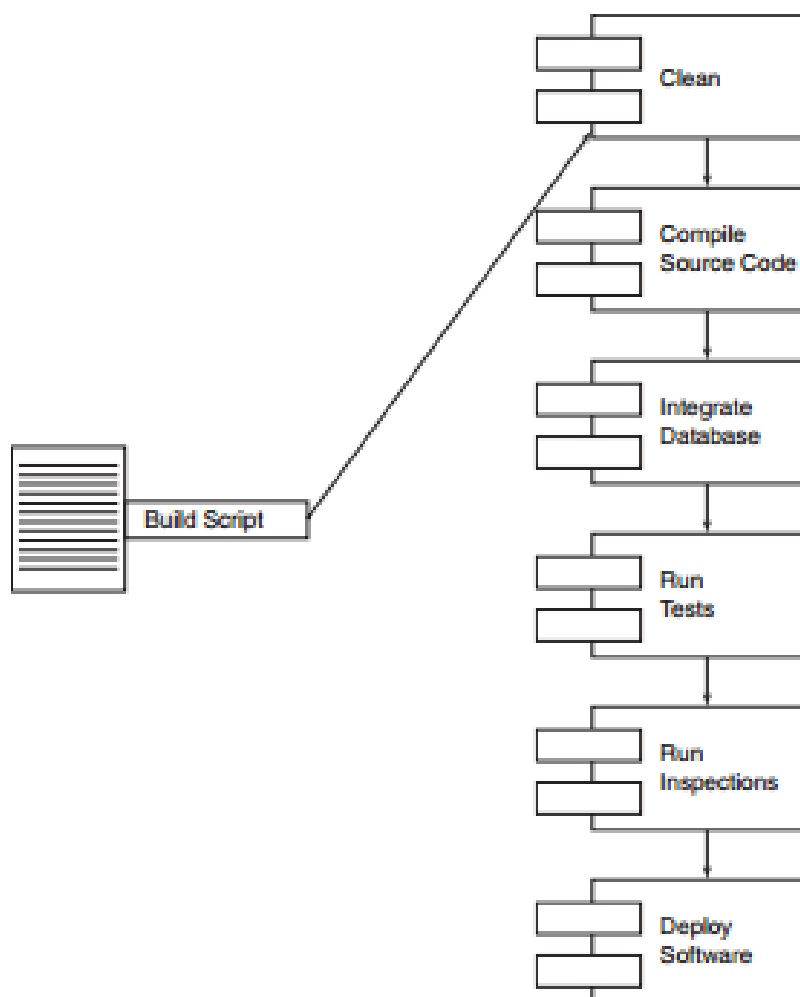 Clean
Compile
Source Code
Integrate
Database
Build Script
Run
Tests
Run
Inspections
Deploy
Software